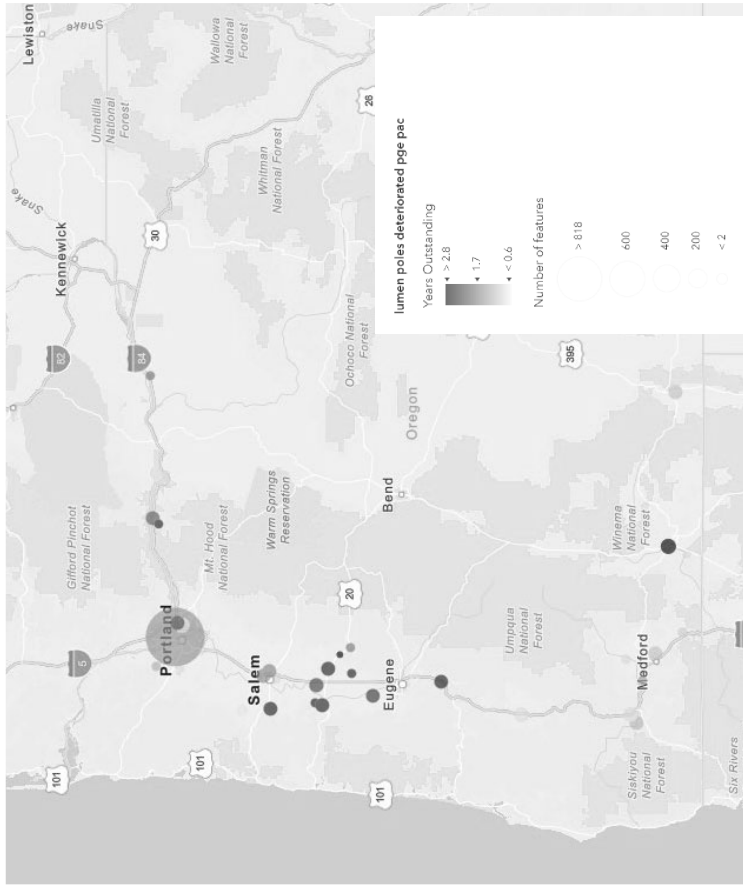 Lewiston
Snake
Wallowa
National
Forest
Umatilla
National
Forest
Snake
Kennewick
82
84
30
26
Whitman
National Forest
Ochoco National
Forest
395
Oregon
Gifford Pinchot
National Forest
Mt. Hood
National Forest
Warm Springs
Reservation
Bend
5
Portland
Salem
20
Eugene
101
101
101
Winema
National
Forest
Umpqua
National
Forest
Medford
Siskiyou
National
Forest
Six Rivers
lumen poles deteriorated pge pac
Years Outstanding
> 2.8
1.7
< 0.6
Number of features
> 818
600
400
200
< 2